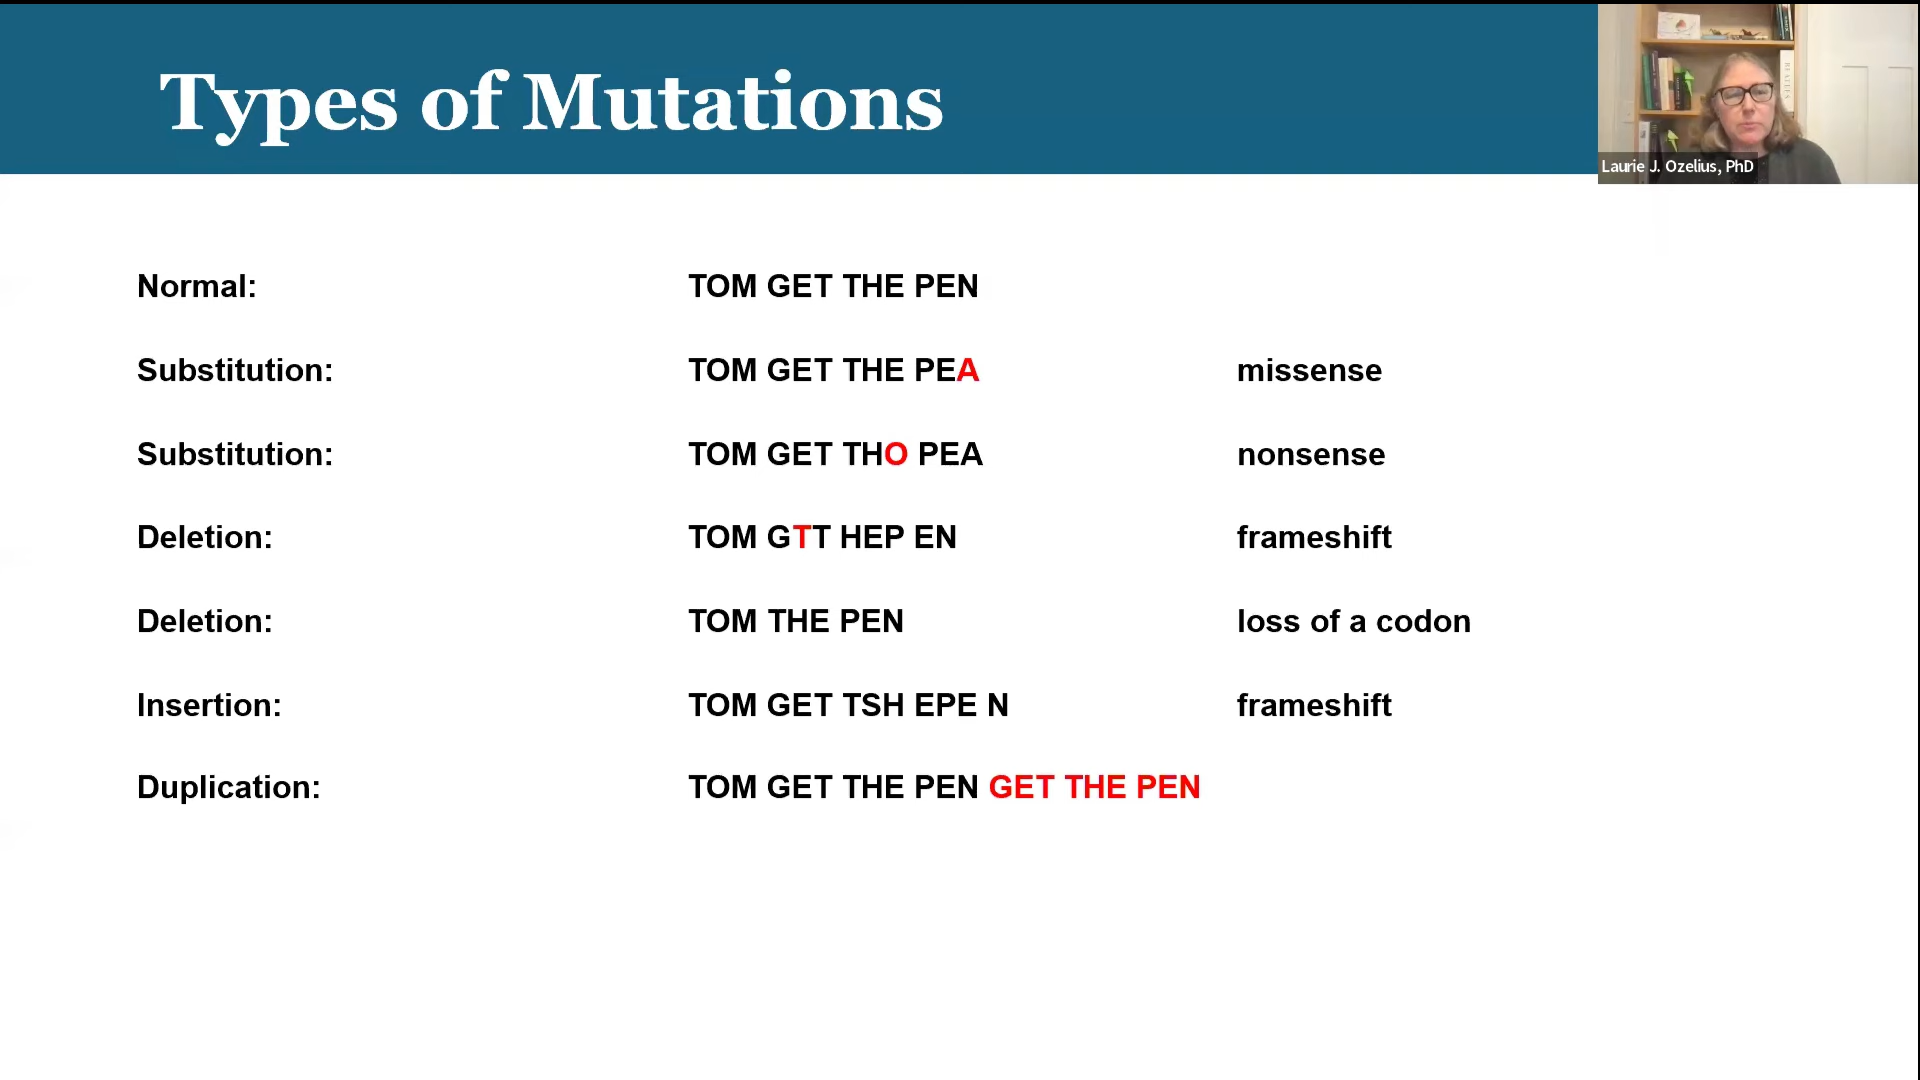 Types of Mutations
Laurie J. Ozelius, PhD
Normal: TOM GET THE PEN
Substitution: TOM GET THE PEA missense
Substitution: TOM GET THO PEA nonsense
Deletion: TOM GTT HEP EN frameshift
Deletion: TOM THE PEN loss of a codon
Insertion: TOM GET TSH EPE N frameshift
Duplication: TOM GET THE PEN GET THE PEN